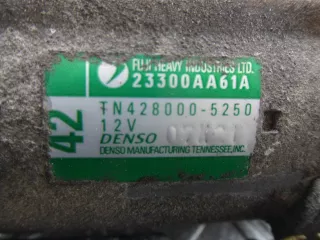 FUJI HEAVY INDUSTRIES LTD.
23300AA61A
42
TN428000-5250
12V
DENSO
DENSO MANUFACTURING TENNESSEE, INC.